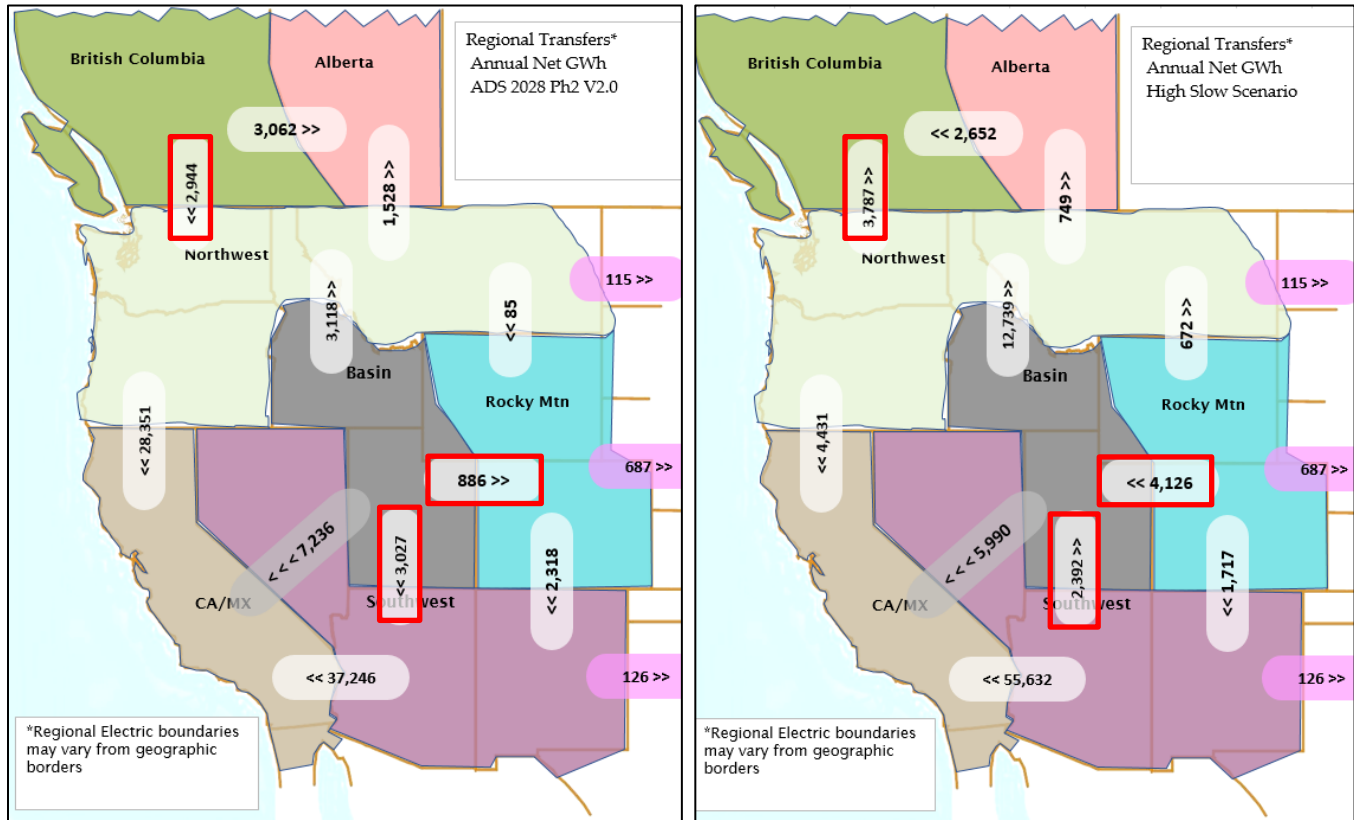 British Columbia
Alberta
Regional Transfers*
Annual Net GWh
ADS 2028 Ph2 V2.0
3,062 >>
<< 2,944
1,528 >>
Northwest
115 >>
3,118 >>
<< 85
Basin
Rocky Mtn
<< 28,351
687 >>
886 >>
< < < 7,236
<< 3,027
<< 2,318
CA/MX
Southwest
<< 37,246
126 >>
*Regional Electric boundaries
may vary from geographic
borders
British Columbia
Alberta
Regional Transfers*
Annual Net GWh
High Slow Scenario
<< 2,652
3,787 >>
749 >>
Northwest
115 >>
12,739 >>
672 >>
Basin
Rocky Mtn
<< 4,431
687 >>
<< 4,126
< < < 5,990
2,392 >>
<< 1,717
CA/MX
Southwest
<< 55,632
126 >>
*Regional Electric boundaries
may vary from geographic
borders